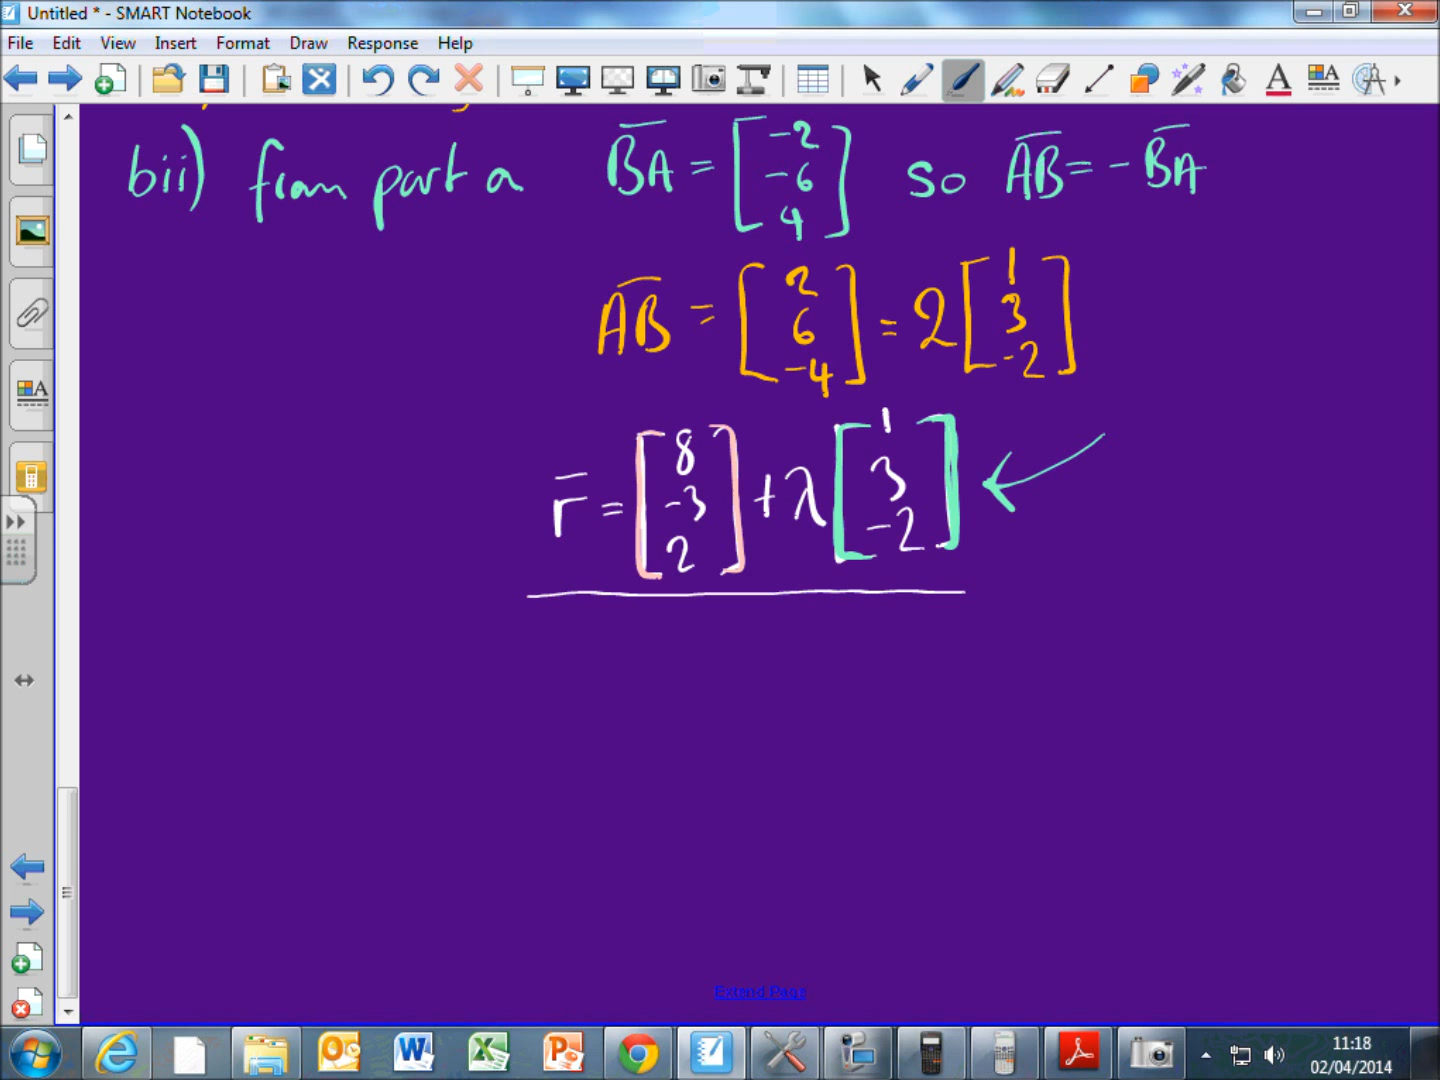 Untitled * - SMART Notebook
File Edit View Insert Format Draw Response Help
bii) from part a BA = [-2 -6 4] so AB = - BA
AB = [2 6 -4] = 2 [1 3 -2]
r = [8 -3 2] + λ [1 3 -2]
Extend Page
11:18
02/04/2014